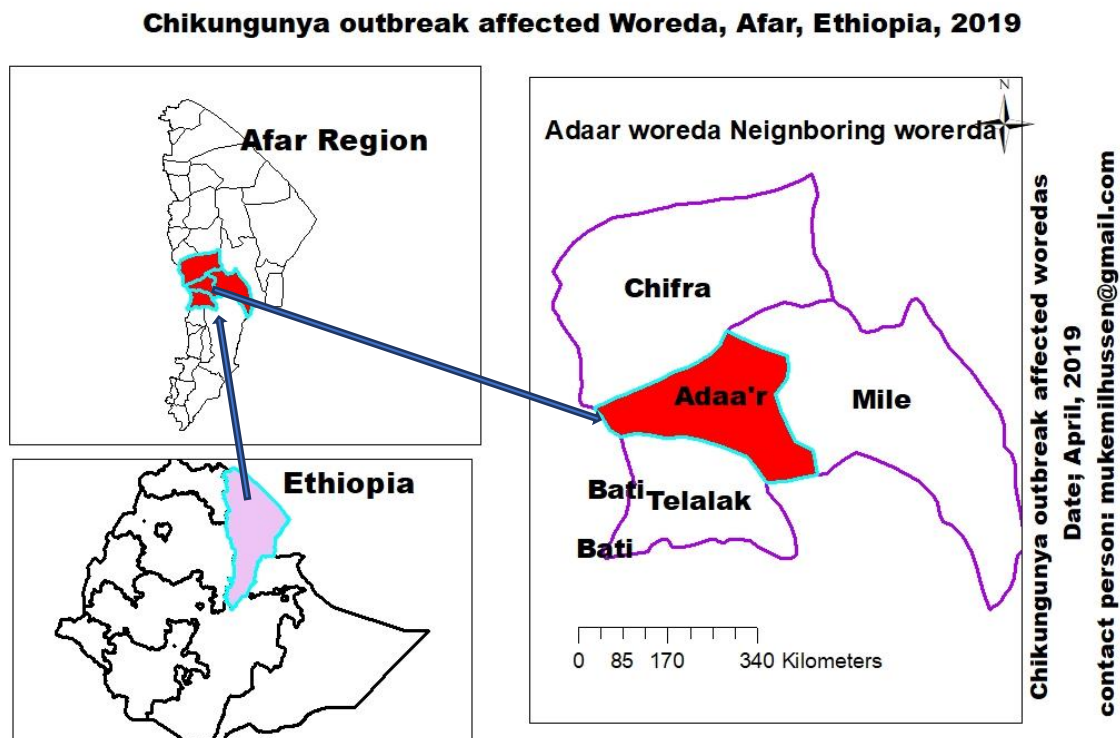 Chikungunya outbreak affected Woreda, Afar, Ethiopia, 2019
Afar Region
Ethiopia
N
Adaar woreda Neignboring worerda
Chifra
Adaa'r
Mile
Bati
Telalak
Bati
0 85 170 340 Kilometers
Chikungunya outbreak affected woredas
Date; April, 2019
contact person: mukemilhussen@gmail.com